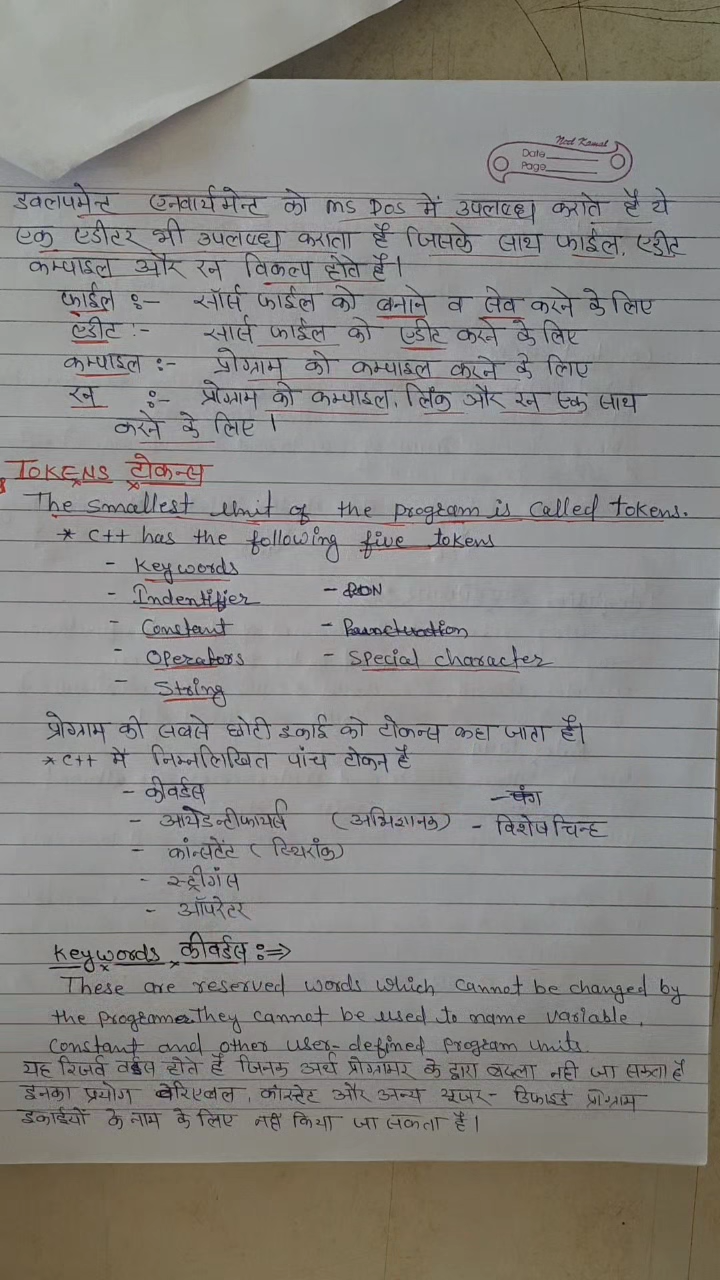 Neel Kamal
Date
Page
डवलपमेन्ट एनवार्यमेन्ट को MS DOS में उपलब्ध कराते है ये
एक एडीटर भी उपलब्ध कराता है जिसके साथ फाईल, एडीट
कम्पाइल और रन विकल्प होते है।
फाईल :- सॉर्स फाईल को बनाने व सेव करने के लिए
एडीट :- सार्स फाईल को एडीट करने के लिए
कम्पाइल :- प्रोग्राम को कम्पाइल करने के लिए
रन :- प्रोग्राम को कम्पाइल, लिंक और रन एक साथ
करने के लिए।
TOKENS टोकन्स
The smallest unit of the program is called tokens.
* C++ has the following five tokens
- Keywords
- Indentifier
- Constant - Punctuation
- Operators - Special character
- String
प्रोग्राम की सबसे छोटी इकाई को टोकन्स कहा जाता है।
* C++ में निम्नलिखित पांच टोकन है
- कीवर्डस
- आयडेन्टीफायर्स (अभिज्ञानक) - विशेष चिन्ह
- कांन्सटेंट (स्थिरांक)
- स्ट्रीगंस
- ऑपरेटर
Keywords कीवर्डस :⇒
These are reserved words which cannot be changed by
the programer They cannot be used to name variable,
Constant and other user-defined program units.
यह रिजर्व वर्डस होते है जिनक अर्थ प्रोग्रामर के द्वारा बदला नही जा सकता है
इनका प्रयोग वेरिएबल, कांस्टेट और अन्य यूजर- डिफाइंड प्रोग्राम
इकाईयों के नाम के लिए नही किया जा सकता है।